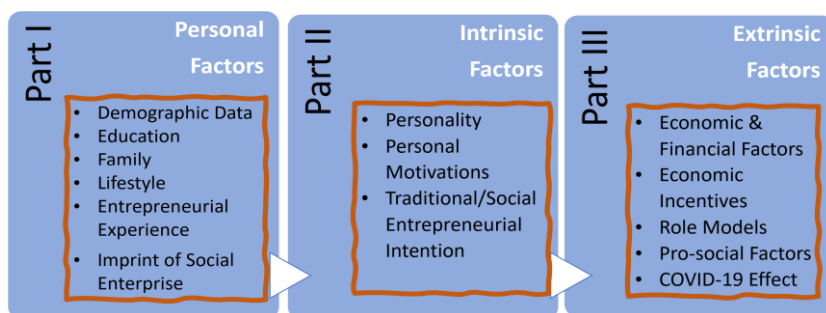 Part I
Personal
Factors
• Demographic Data
• Education
• Family
• Lifestyle
• Entrepreneurial
Experience
• Imprint of Social
Enterprise
Part II
Intrinsic
Factors
• Personality
• Personal
Motivations
• Traditional/Social
Entrepreneurial
Intention
Part III
Extrinsic
Factors
• Economic &
Financial Factors
• Economic
Incentives
• Role Models
• Pro-social Factors
• COVID-19 Effect